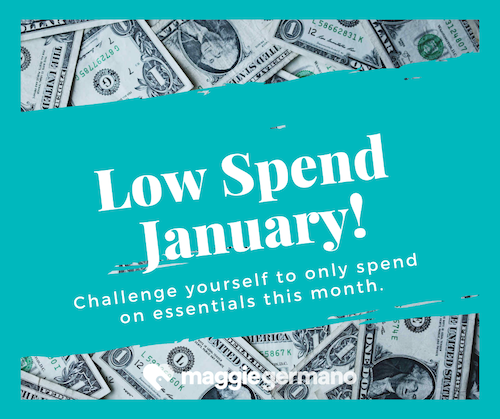 Low Spend
January!
Challenge yourself to only spend
on essentials this month.
maggiegermano